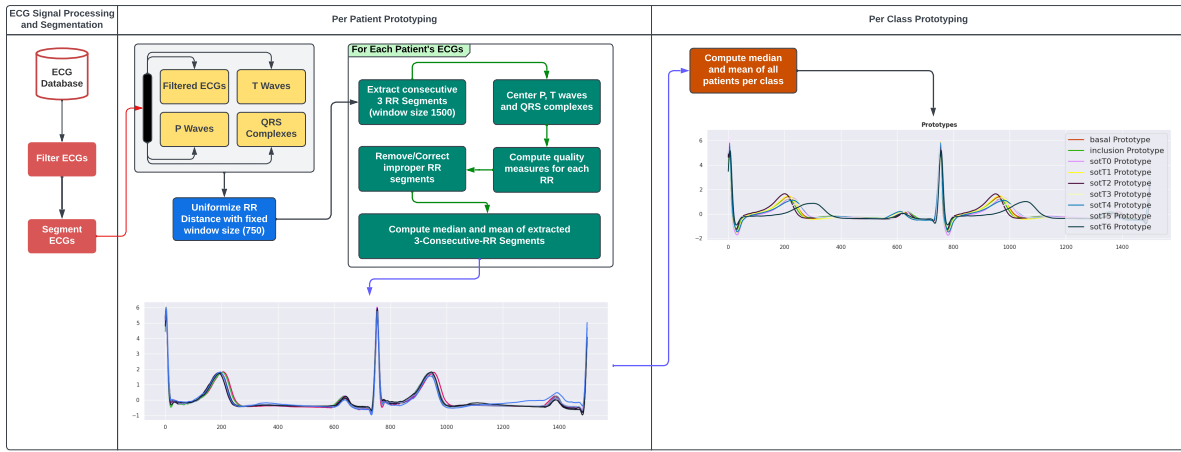 ECG Signal Processing
and Segmentation
Per Patient Prototyping
Per Class Prototyping
ECG
Database
Filter ECGs
Segment
ECGs
Filtered ECGs
T Waves
P Waves
QRS
Complexes
Uniformize RR
Distance with fixed
window size (750)
For Each Patient's ECGs
Extract consecutive
3 RR Segments
(window size 1500)
Center P, T waves
and QRS complexes
Remove/Correct
improper RR
segments
Compute quality
measures for each
RR
Compute median and mean of extracted
3-Consecutive-RR Segments
6
5
4
3
2
1
0
−1
0 200 400 600 800 1000 1200 1400
Compute median
and mean of all
patients per class
Prototypes
6
4
2
0
−2
0 200 400 600 800 1000 1200 1400
basal Prototype
inclusion Prototype
sotT0 Prototype
sotT1 Prototype
sotT2 Prototype
sotT3 Prototype
sotT4 Prototype
sotT5 Prototype
sotT6 Prototype